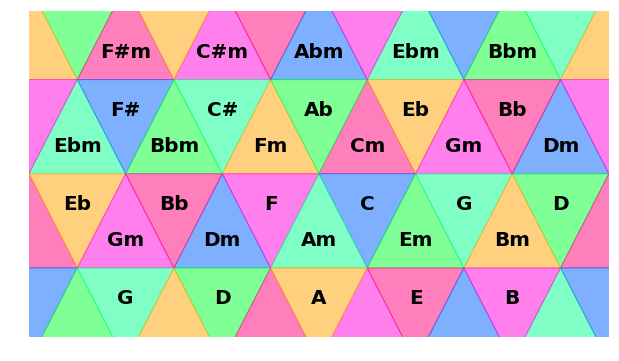 F#m C#m Abm Ebm Bbm
F# C# Ab Eb Bb
Ebm Bbm Fm Cm Gm Dm
Eb Bb F C G D
Gm Dm Am Em Bm
G D A E B